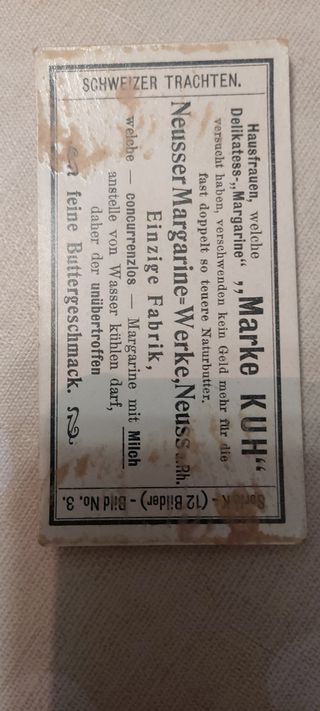 SCHWEIZER TRACHTEN.
Hausfrauen, welche
Delikatess-„Margarine“ „Marke KUH“
versucht haben, verschwenden kein Geld mehr für die
fast doppelt so teuere Naturbutter.
Neusser Margarine=Werke, Neuss a. Rh.
Einzige Fabrik,
welche — concurrenzlos — Margarine mit Milch
anstelle von Wasser kühlen darf,
daher der unübertroffen
feine Buttergeschmack.
(12 Bilder) - Bild No. 3.